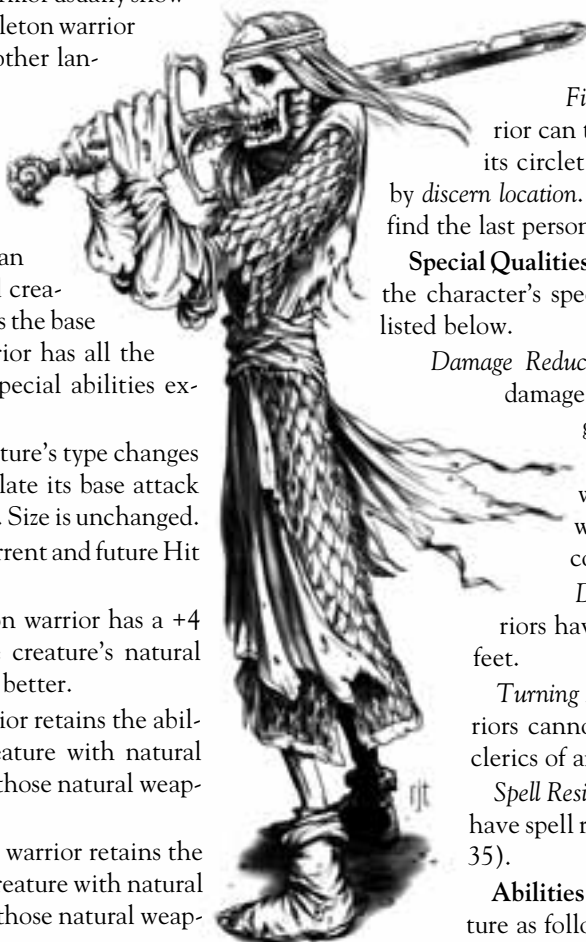 ormor usually show
eleton warrior
other lan-
an
l crea-
s the base
rior has all the
special abilities ex-
ture's type changes
late its base attack
. Size is unchanged.
rrent and future Hit
on warrior has a +4
e creature's natural
better.
rior retains the abil-
eature with natural
those natural weap-
warrior retains the
reature with natural
those natural weap-
rjt
Fi
rior can t
its circlet
by discern location.
find the last person
Special Qualities
the character's spec
listed below.
Damage Reduc
damage
g
w
w
co
D
riors hav
feet.
Turning
riors canno
clerics of a
Spell Resi
have spell r
35).
Abilities
ture as follo